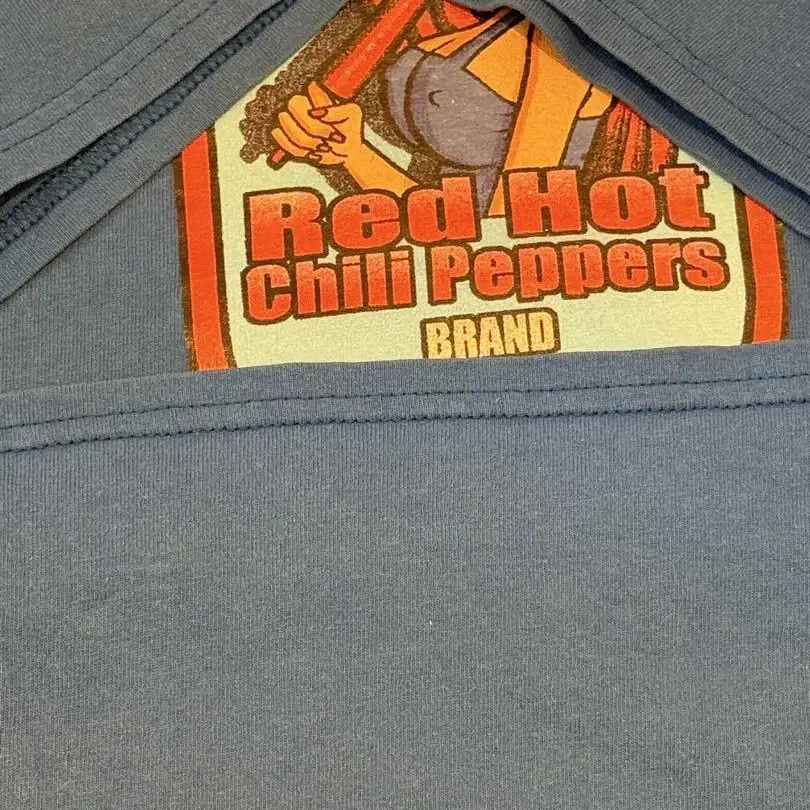 Red Hot
Chili Peppers
BRAND